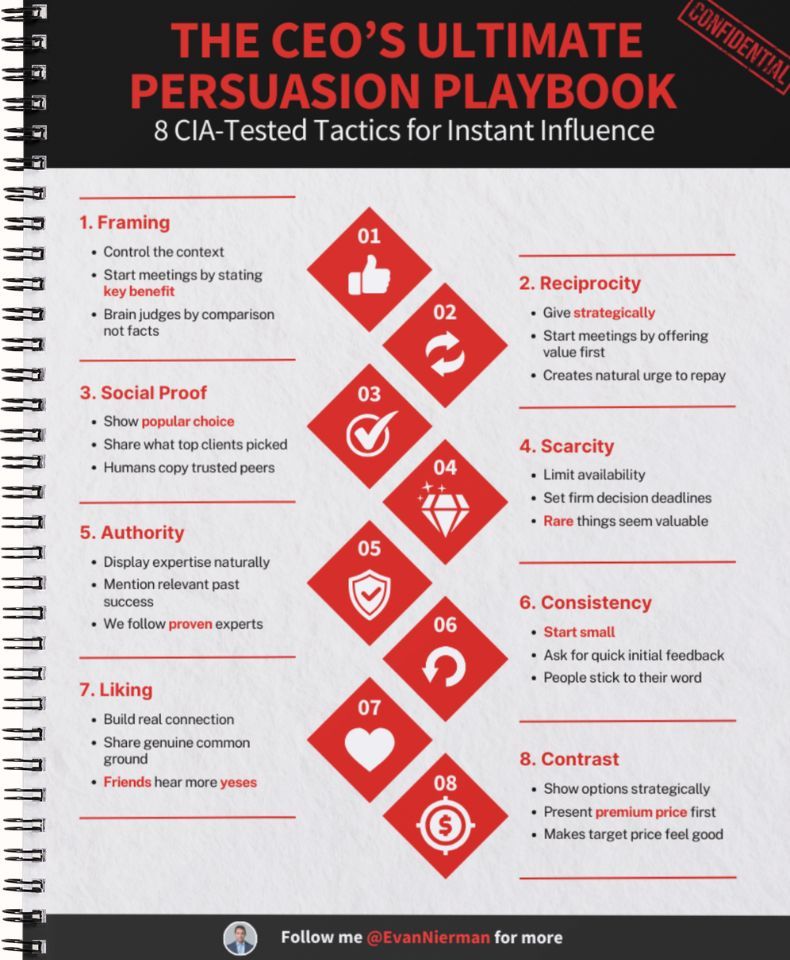 CONFIDENTIAL
THE CEO’S ULTIMATE
PERSUASION PLAYBOOK
8 CIA-Tested Tactics for Instant Influence
1. Framing
• Control the context
• Start meetings by stating
key benefit
• Brain judges by comparison
not facts
01
2. Reciprocity
• Give strategically
• Start meetings by offering
value first
• Creates natural urge to repay
02
3. Social Proof
• Show popular choice
• Share what top clients picked
• Humans copy trusted peers
03
4. Scarcity
• Limit availability
• Set firm decision deadlines
• Rare things seem valuable
04
5. Authority
• Display expertise naturally
• Mention relevant past
success
• We follow proven experts
05
6. Consistency
• Start small
• Ask for quick initial feedback
• People stick to their word
06
7. Liking
• Build real connection
• Share genuine common
ground
• Friends hear more yeses
07
8. Contrast
• Show options strategically
• Present premium price first
• Makes target price feel good
08
$
Follow me @EvanNierman for more